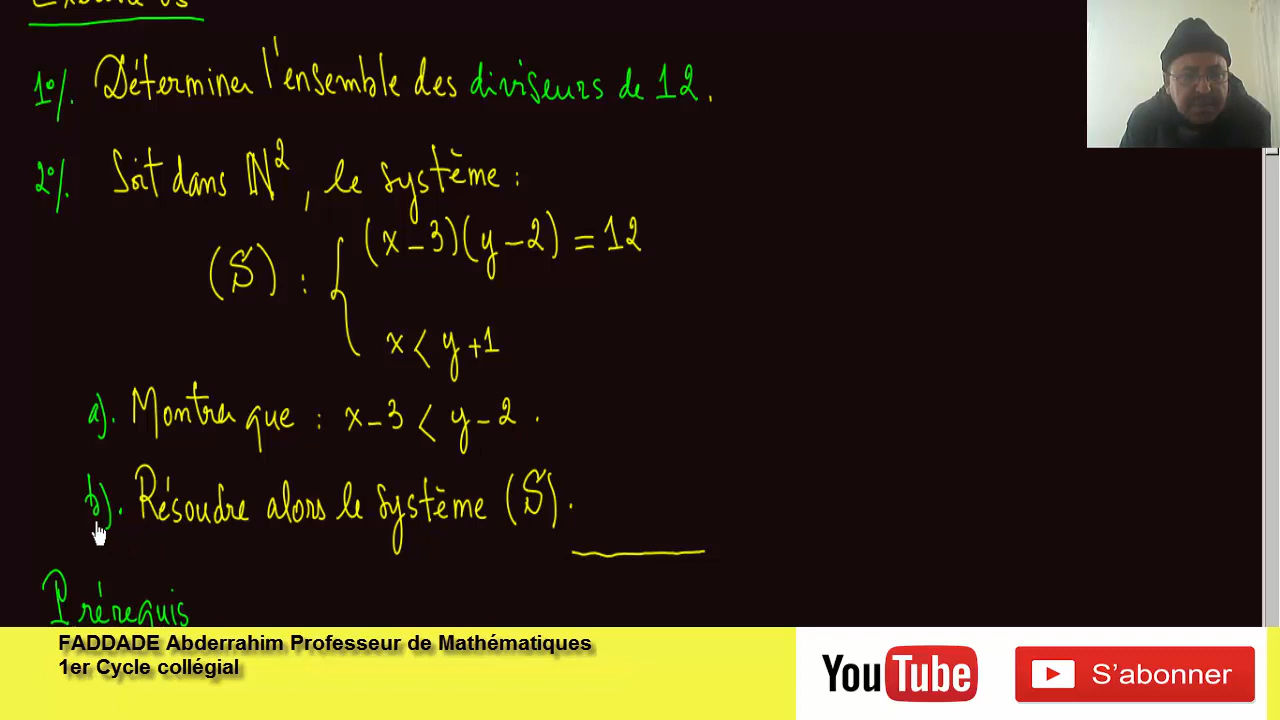 1°/. Déterminer l'ensemble des diviseurs de 12.
2°/. Soit dans ℕ², le système :
(S) : { (x-3)(y-2) = 12
x < y+1
a). Montrer que : x-3 < y-2.
b). Résoudre alors le système (S).
Prérequis
FADDADE Abderrahim Professeur de Mathématiques
1er Cycle collégial
YouTube
S'abonner